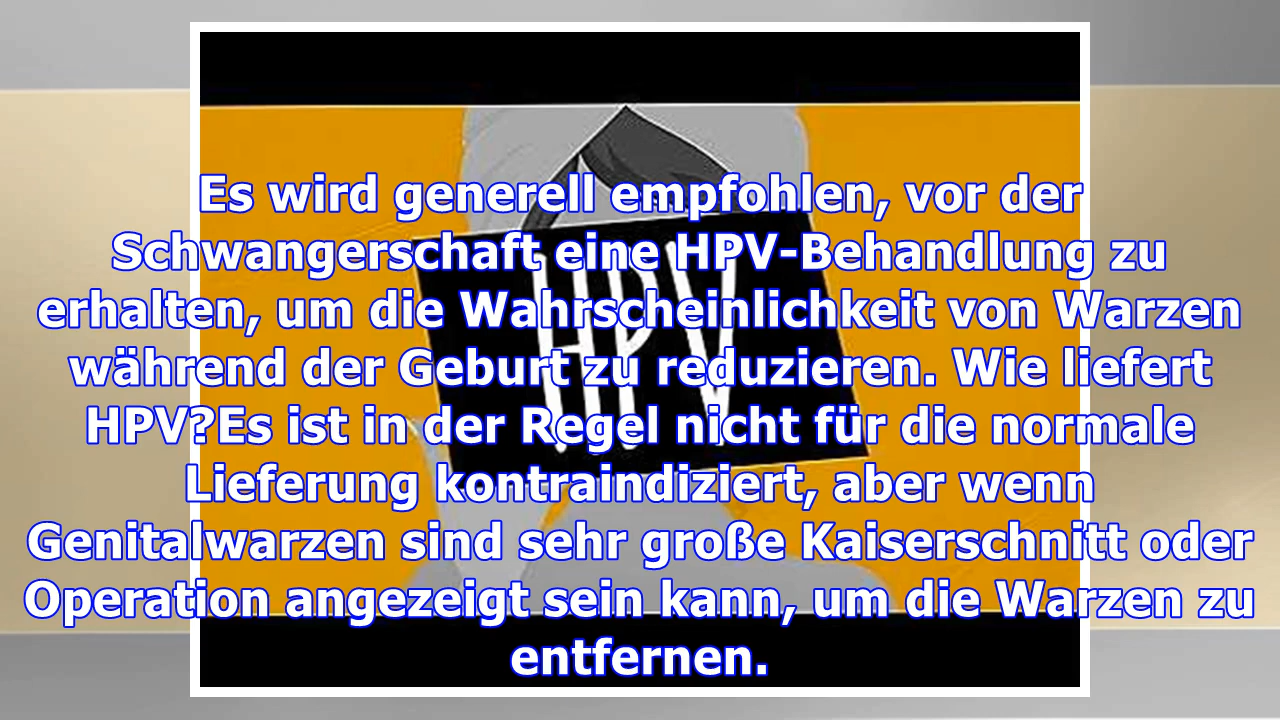 Es wird generell empfohlen, vor der
Schwangerschaft eine HPV-Behandlung zu
erhalten, um die Wahrscheinlichkeit von Warzen
während der Geburt zu reduzieren. Wie liefert
HPV?Es ist in der Regel nicht für die normale
Lieferung kontraindiziert, aber wenn
Genitalwarzen sind sehr große Kaiserschnitt oder
Operation angezeigt sein kann, um die Warzen zu
entfernen.
HPV